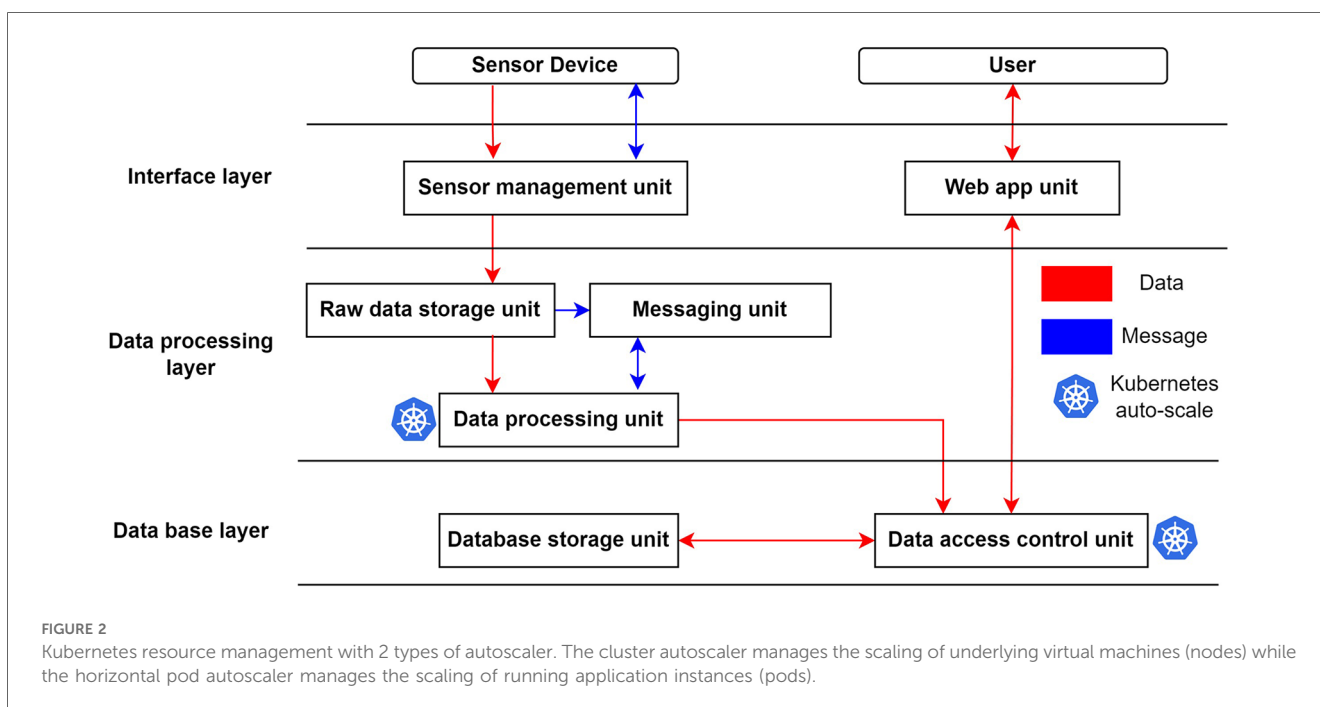 Sensor Device
User
Interface layer
Sensor management unit
Web app unit
Raw data storage unit
Messaging unit
Data
Data processing
layer
Message
Kubernetes
auto-scale
Data processing unit
Data base layer
Database storage unit
Data access control unit
FIGURE 2
Kubernetes resource management with 2 types of autoscaler. The cluster autoscaler manages the scaling of underlying virtual machines (nodes) while
the horizontal pod autoscaler manages the scaling of running application instances (pods).